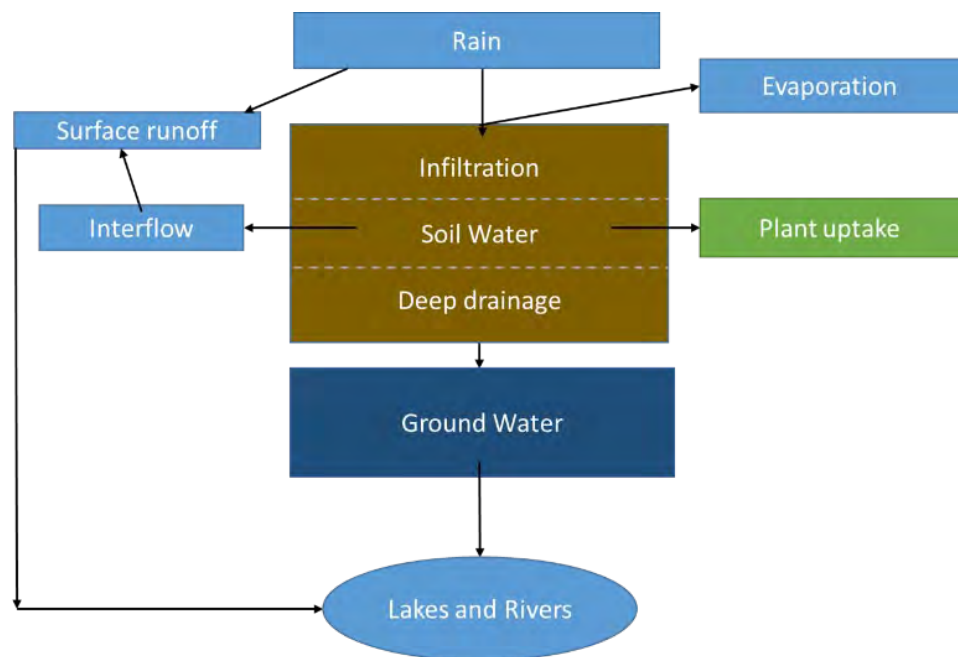 Rain
Evaporation
Surface runoff
Infiltration
Interflow
Soil Water
Plant uptake
Deep drainage
Ground Water
Lakes and Rivers